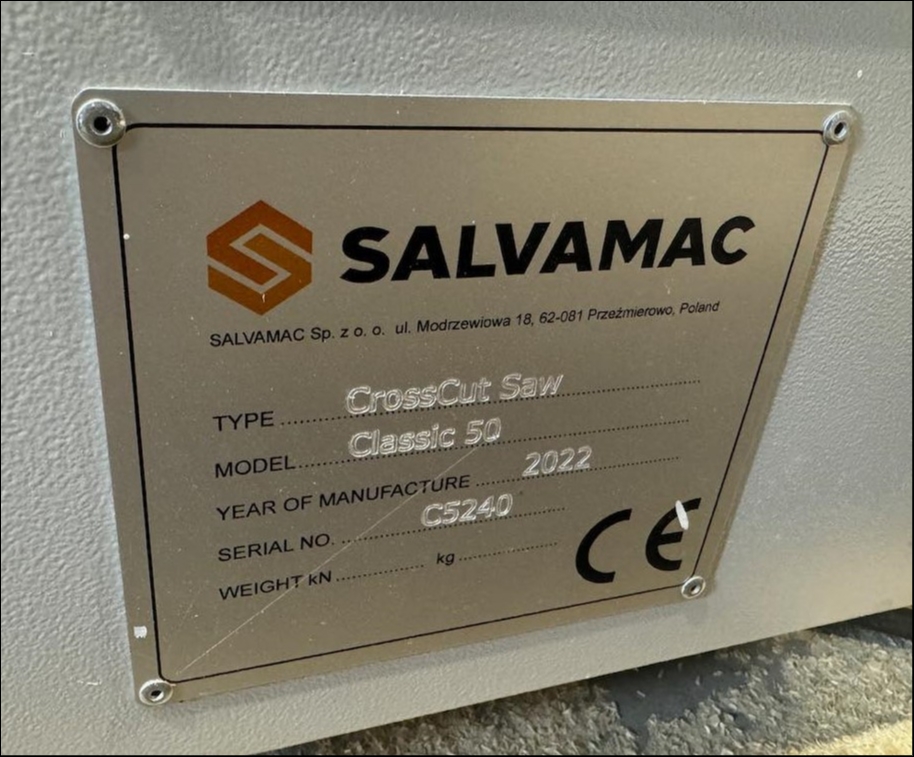 SALVAMAC
SALVAMAC Sp. z o. o. ul. Modrzewiowa 18, 62-081 Przeźmierowo, Poland
TYPE ........ CrossCut Saw
MODEL ........ Classic 50
YEAR OF MANUFACTURE ........ 2022
SERIAL NO. ........ C5240
WEIGHT kN ........ kg ........
CE